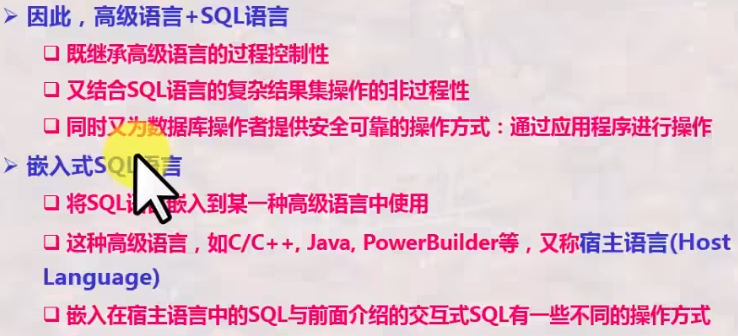 ➢ 因此，高级语言+SQL语言
❑ 既继承高级语言的过程控制性
❑ 又结合SQL语言的复杂结果集操作的非过程性
❑ 同时又为数据库操作者提供安全可靠的操作方式：通过应用程序进行操作
➢ 嵌入式SQL语言
❑ 将SQL语言嵌入到某一种高级语言中使用
❑ 这种高级语言，如C/C++, Java, PowerBuilder等，又称宿主语言(Host
Language)
❑ 嵌入在宿主语言中的SQL与前面介绍的交互式SQL有一些不同的操作方式